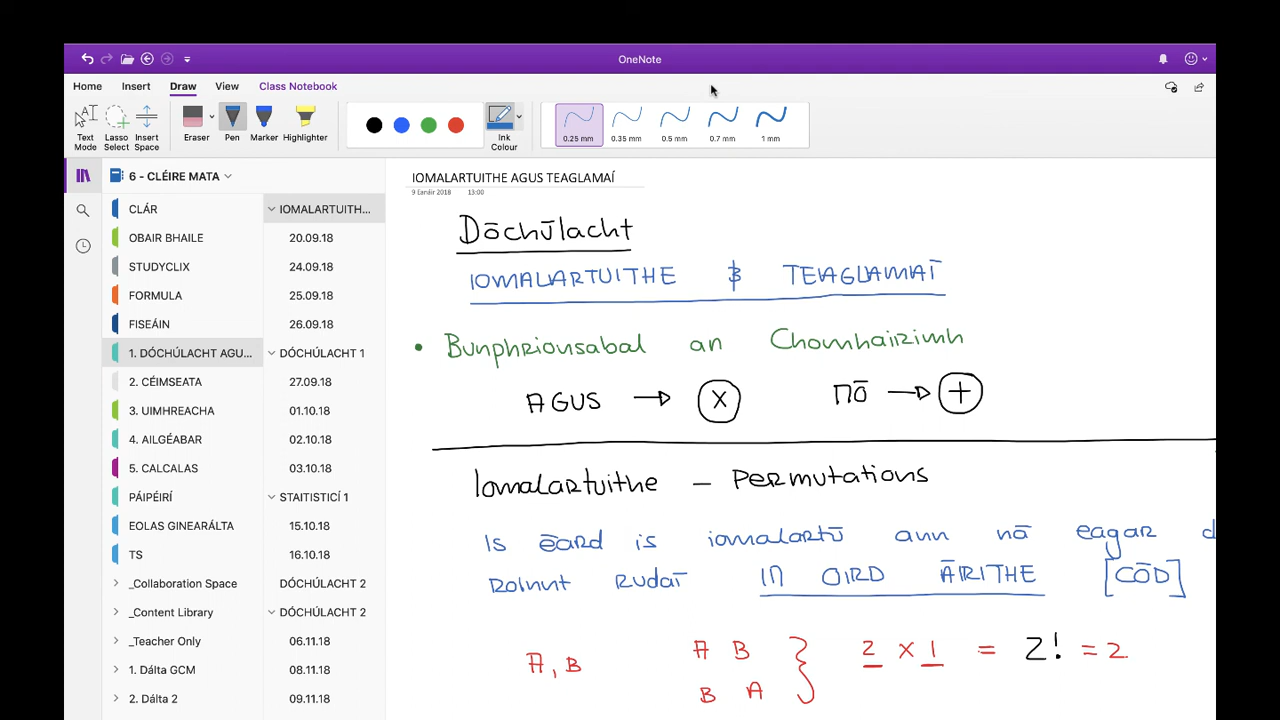 OneNote
Home Insert Draw View Class Notebook
Text Mode Lasso Select Insert Space Eraser Pen Marker Highlighter Ink Colour 0.25 mm 0.35 mm 0.5 mm 0.7 mm 1 mm
6 - CLÉIRE MATA
CLÁR
OBAIR BHAILE
STUDYCLIX
FORMULA
FISEÁIN
1. DÓCHÚLACHT AGU...
2. CÉIMSEATA
3. UIMHREACHA
4. AILGÉABAR
5. CALCALAS
PÁIPÉIRÍ
EOLAS GINEARÁLTA
TS
_Collaboration Space
_Content Library
_Teacher Only
1. Dálta GCM
2. Dálta 2
IOMALARTUITH...
20.09.18
24.09.18
25.09.18
26.09.18
DÓCHÚLACHT 1
27.09.18
01.10.18
02.10.18
03.10.18
STAITISTICÍ 1
15.10.18
16.10.18
DÓCHÚLACHT 2
DÓCHÚLACHT 2
06.11.18
08.11.18
09.11.18
IOMALARTUITHE AGUS TEAGLAMAÍ
9 Eanáir 2018 13:00
Dóchúlacht
IOMALARTUITHE & TEAGLAMAÍ
• Bunphrionsabal an Chomhairimh
AGUS → × NÓ → +
Iomalartuithe – Permutations
Is éard is iomalartú ann ná eagar d
roinnt rudaí IN OIRD ÁIRITHE [CÓD]
A, B
A B
B A
2 × 1 = 2! = 2